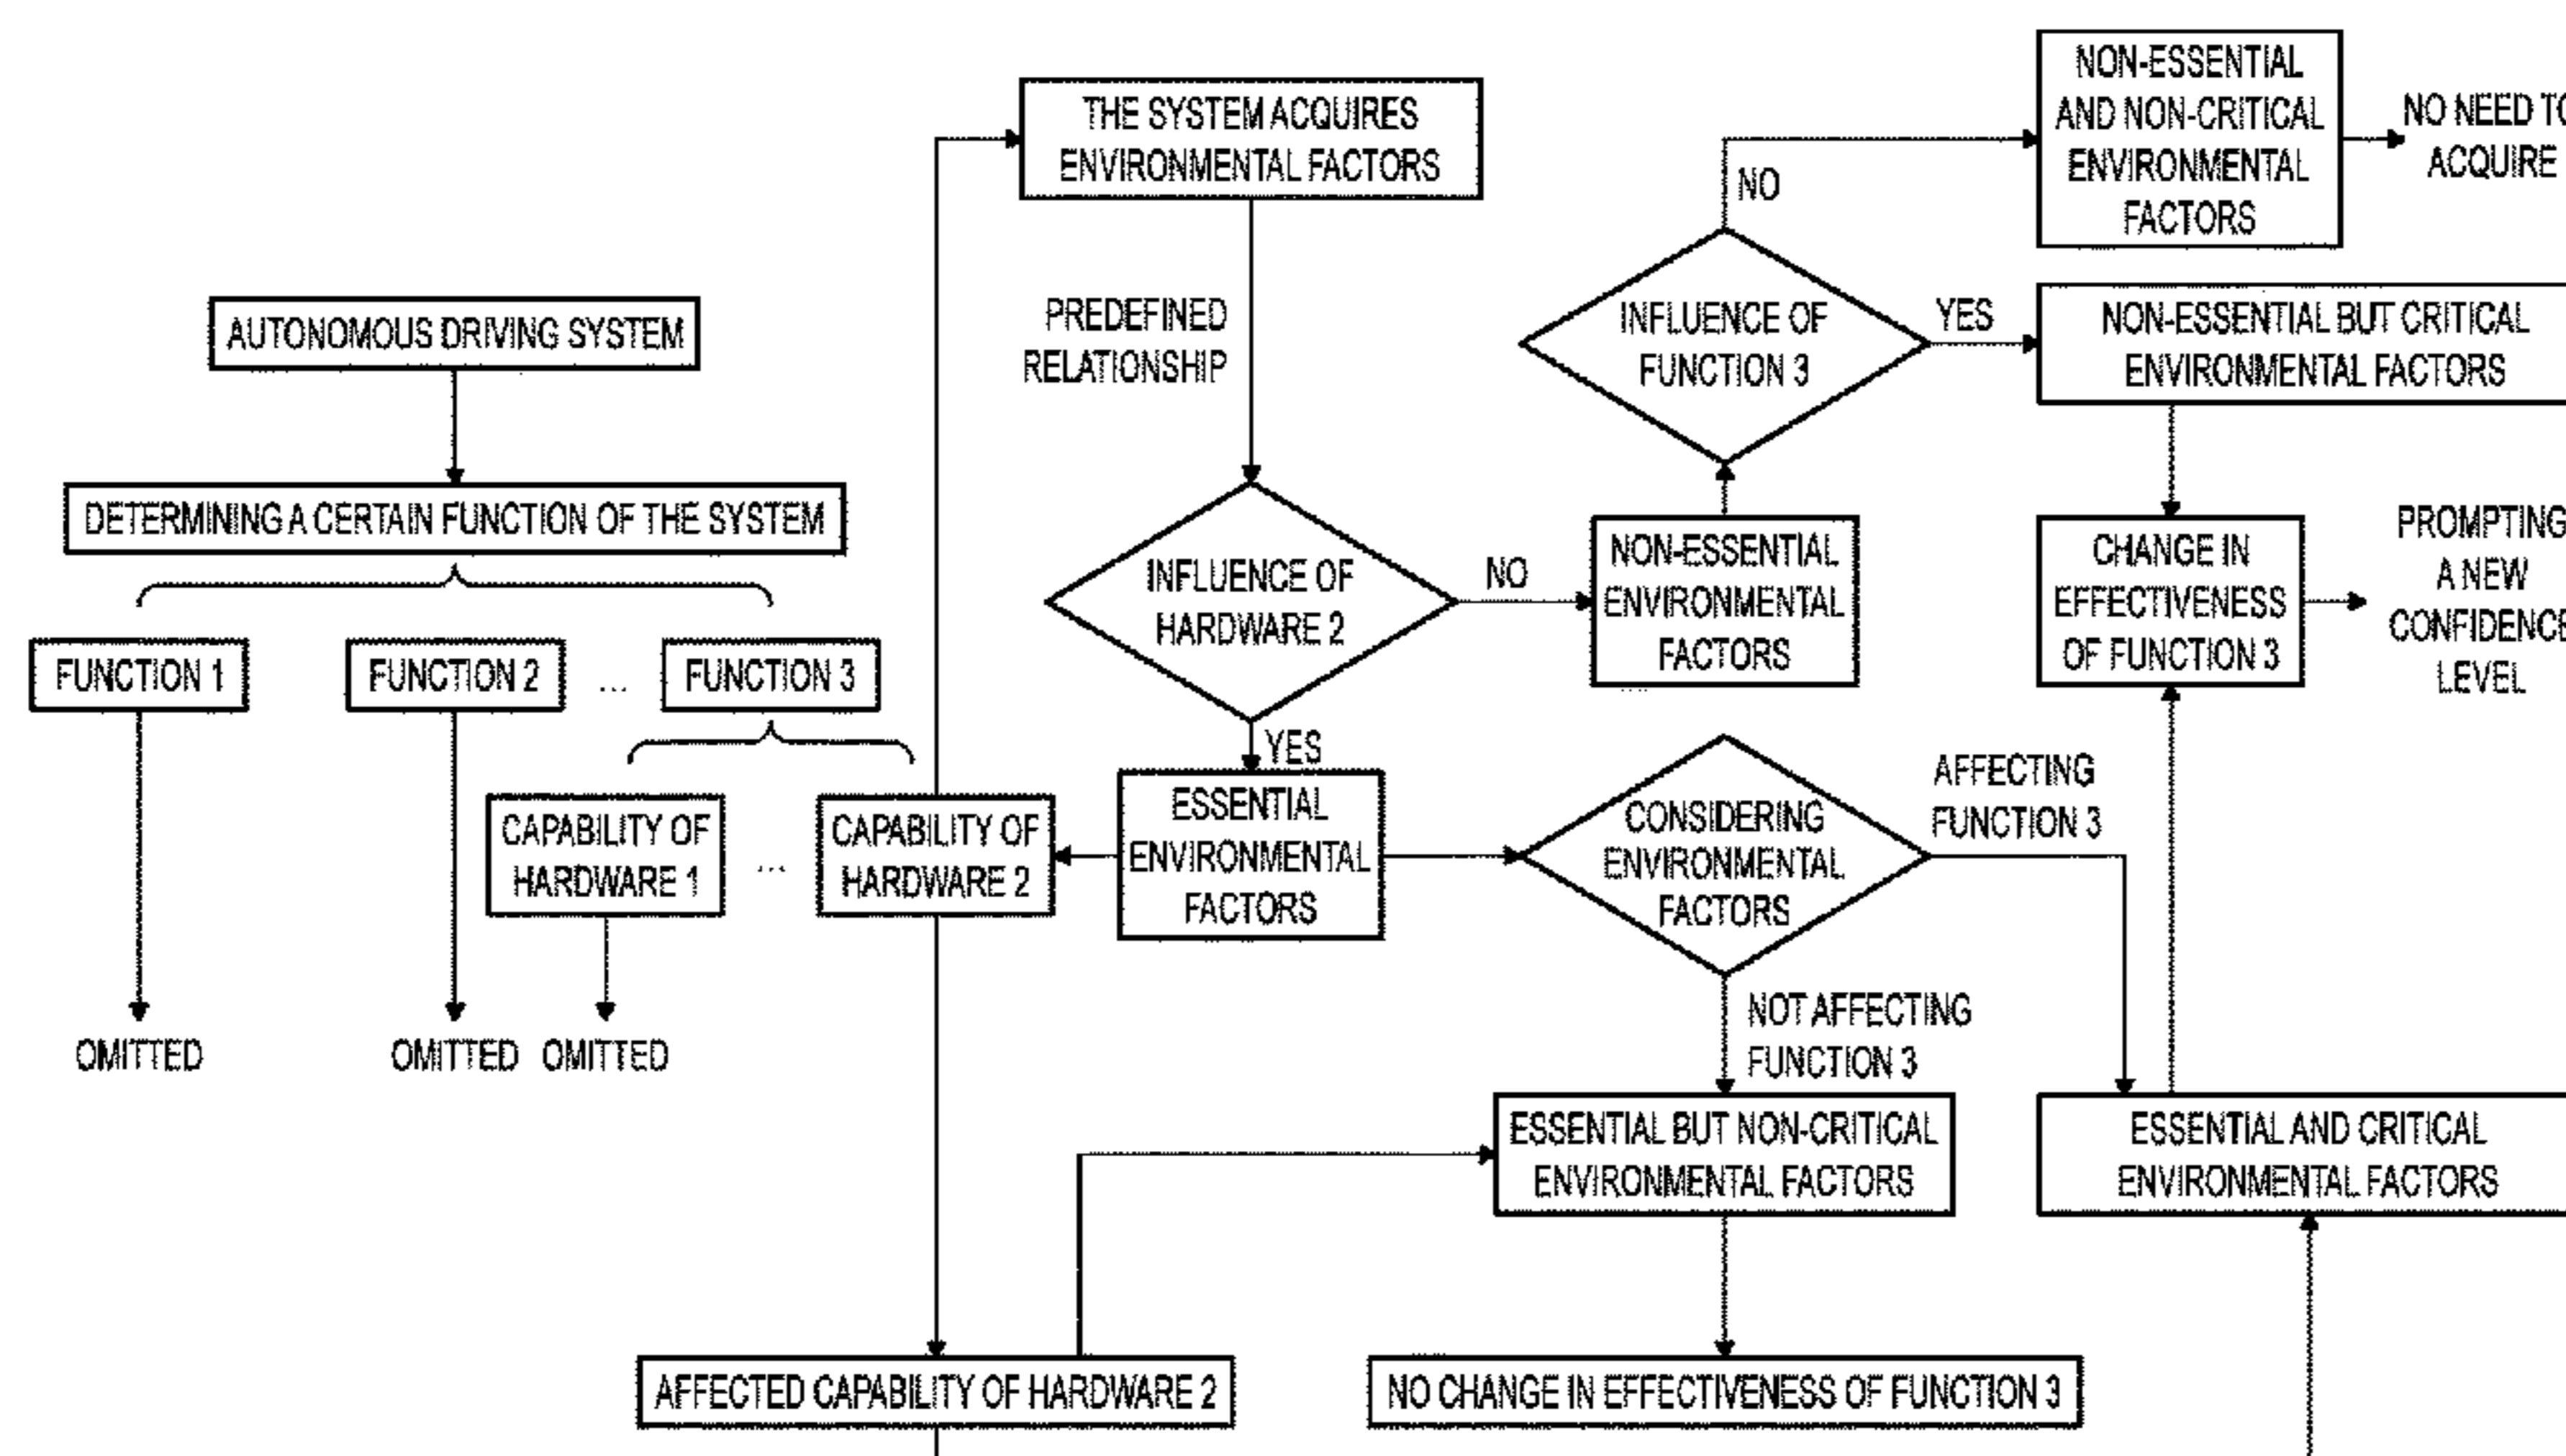 THE SYSTEM ACQUIRES
ENVIRONMENTAL FACTORS
NON-ESSENTIAL
AND NON-CRITICAL
ENVIRONMENTAL
FACTORS
NO NEED TO
ACQUIRE
NO
AUTONOMOUS DRIVING SYSTEM
PREDEFINED
RELATIONSHIP
INFLUENCE OF
FUNCTION 3
YES
NON-ESSENTIAL BUT CRITICAL
ENVIRONMENTAL FACTORS
DETERMINING A CERTAIN FUNCTION OF THE SYSTEM
INFLUENCE OF
HARDWARE 2
NO
NON-ESSENTIAL
ENVIRONMENTAL
FACTORS
CHANGE IN
EFFECTIVENESS
OF FUNCTION 3
PROMPTING
A NEW
CONFIDENCE
LEVEL
FUNCTION 1
FUNCTION 2
...
FUNCTION 3
YES
CAPABILITY OF
HARDWARE 1
...
CAPABILITY OF
HARDWARE 2
ESSENTIAL
ENVIRONMENTAL
FACTORS
CONSIDERING
ENVIRONMENTAL
FACTORS
AFFECTING
FUNCTION 3
OMITTED
OMITTED
OMITTED
NOT AFFECTING
FUNCTION 3
ESSENTIAL BUT NON-CRITICAL
ENVIRONMENTAL FACTORS
ESSENTIAL AND CRITICAL
ENVIRONMENTAL FACTORS
AFFECTED CAPABILITY OF HARDWARE 2
NO CHANGE IN EFFECTIVENESS OF FUNCTION 3